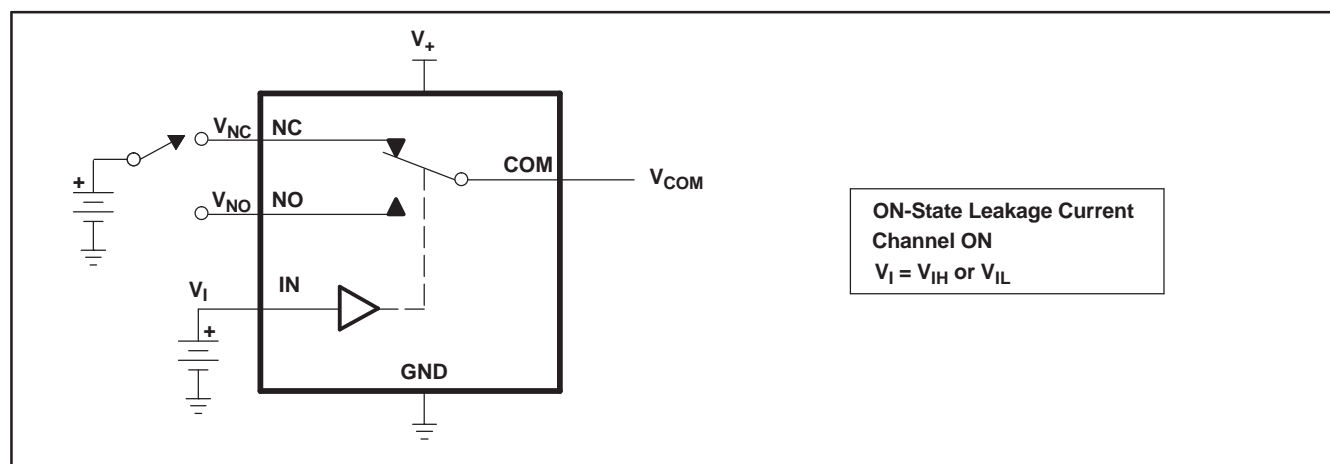 V+
VNC NC
COM
VCOM
+
VNO NO
VI IN
+
GND
ON-State Leakage Current
Channel ON
VI = VIH or VIL